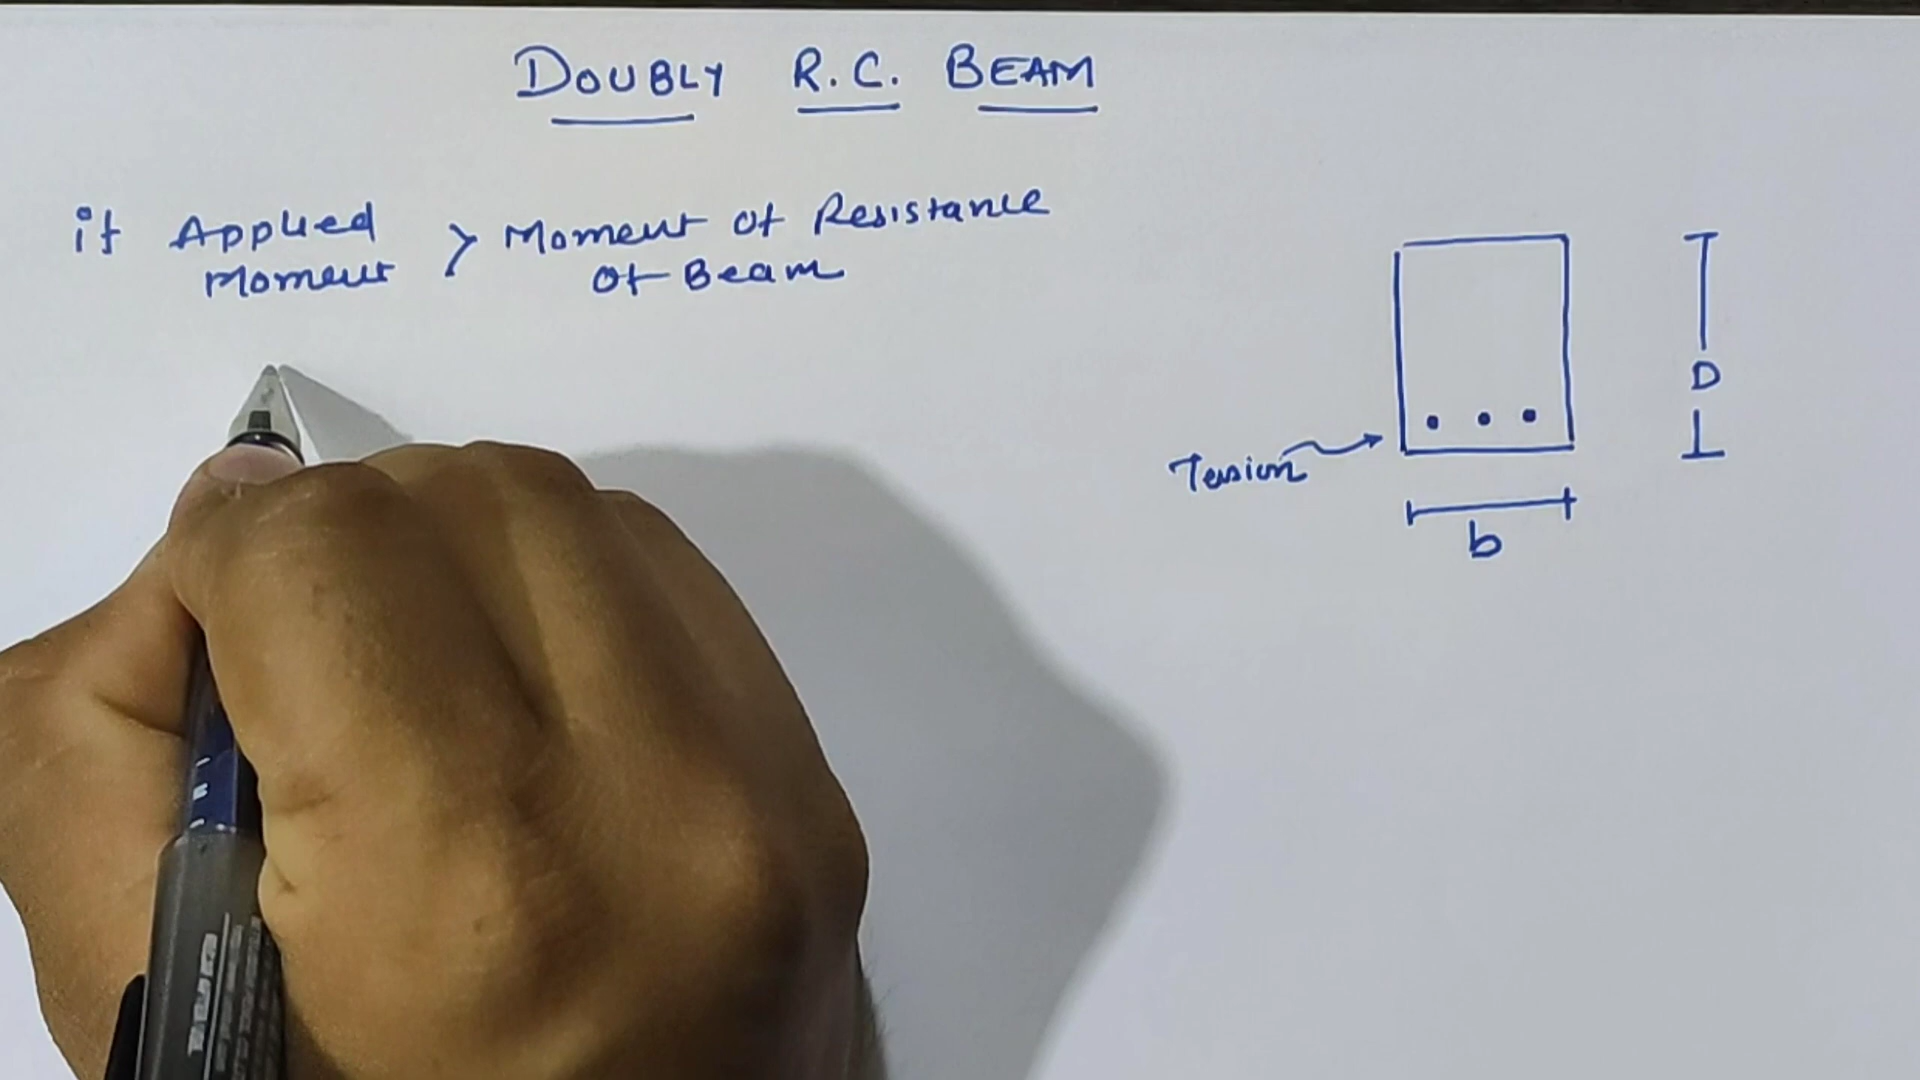 DOUBLY R.C. BEAM
if Applied > Moment of Resistance
Moment of Beam
D
Tension
b